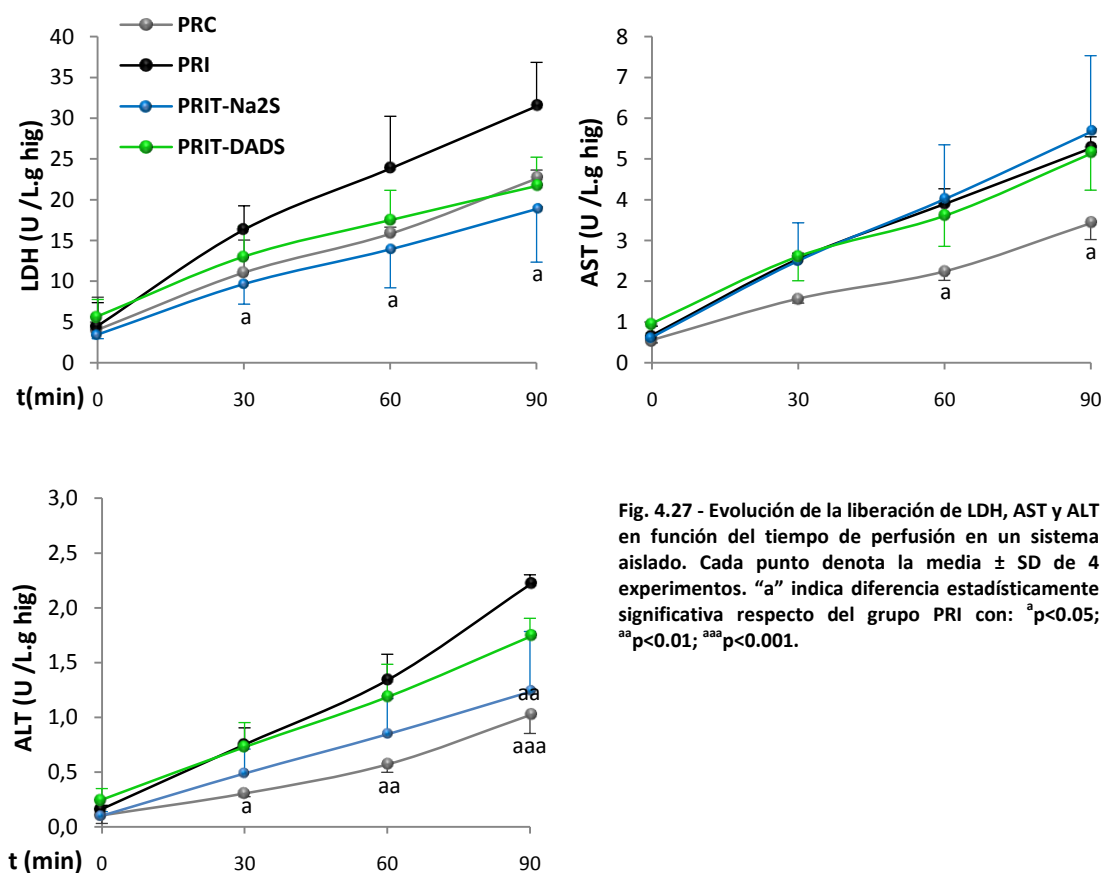 PRC
PRI
PRIT-Na2S
PRIT-DADS
LDH (U /L.g hig)
40
35
30
25
20
15
10
5
0
a
a
a
t(min)
0 30 60 90
AST (U /L.g hig)
8
7
6
5
4
3
2
1
0
a
a
0 30 60 90
ALT (U /L.g hig)
3,0
2,5
2,0
1,5
1,0
0,5
0,0
a
aa
aa
aaa
t (min)
0 30 60 90
Fig. 4.27 - Evolución de la liberación de LDH, AST y ALT
en función del tiempo de perfusión en un sistema
aislado. Cada punto denota la media ± SD de 4
experimentos. “a” indica diferencia estadísticamente
significativa respecto del grupo PRI con: ᵃp<0.05;
ᵃᵃp<0.01; ᵃᵃᵃp<0.001.